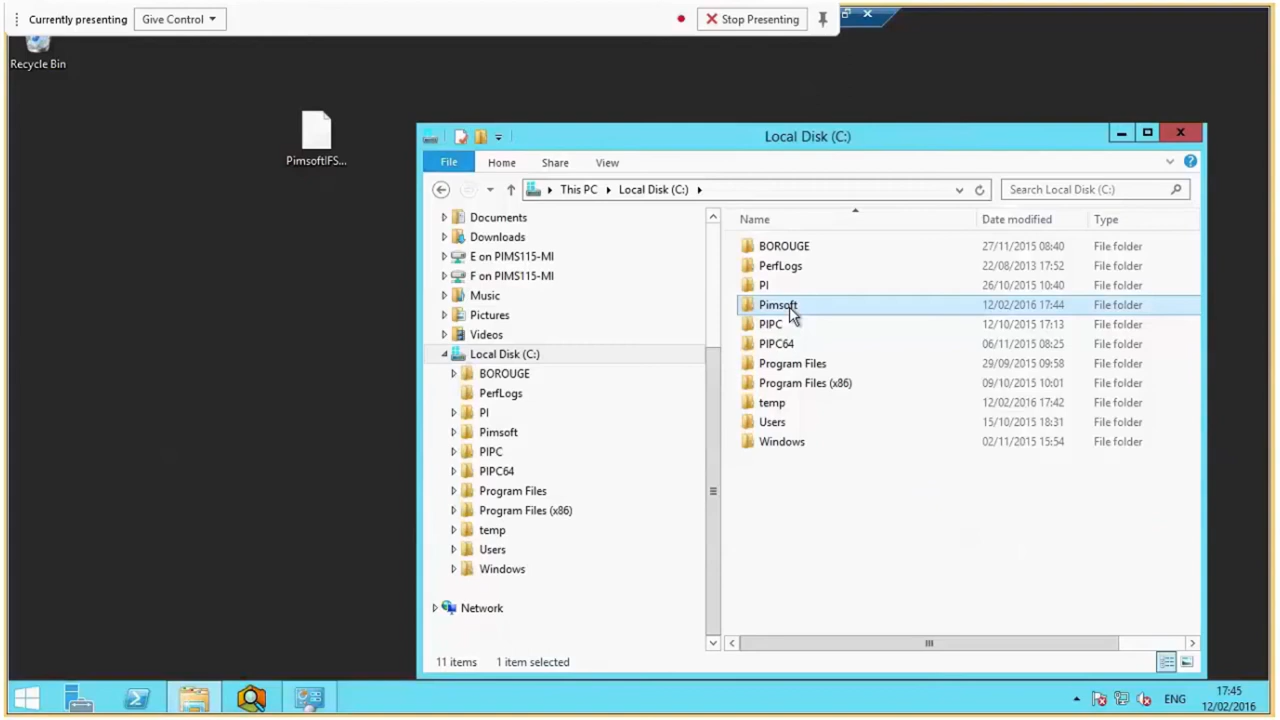 Currently presenting Give Control Stop Presenting
Recycle Bin
PimsoftIFS...
Local Disk (C:)
File Home Share View
This PC Local Disk (C:) Search Local Disk (C:)
Documents
Downloads
E on PIMS115-MI
F on PIMS115-MI
Music
Pictures
Videos
Local Disk (C:)
BOROUGE
PerfLogs
PI
Pimsoft
PIPC
PIPC64
Program Files
Program Files (x86)
temp
Users
Windows
Network
Name Date modified Type
BOROUGE 27/11/2015 08:40 File folder
PerfLogs 22/08/2013 17:52 File folder
PI 26/10/2015 10:40 File folder
Pimsoft 12/02/2016 17:44 File folder
PIPC 12/10/2015 17:13 File folder
PIPC64 06/11/2015 08:25 File folder
Program Files 29/09/2015 09:58 File folder
Program Files (x86) 09/10/2015 10:01 File folder
temp 12/02/2016 17:42 File folder
Users 15/10/2015 18:31 File folder
Windows 02/11/2015 15:54 File folder
11 items 1 item selected
ENG
17:45
12/02/2016